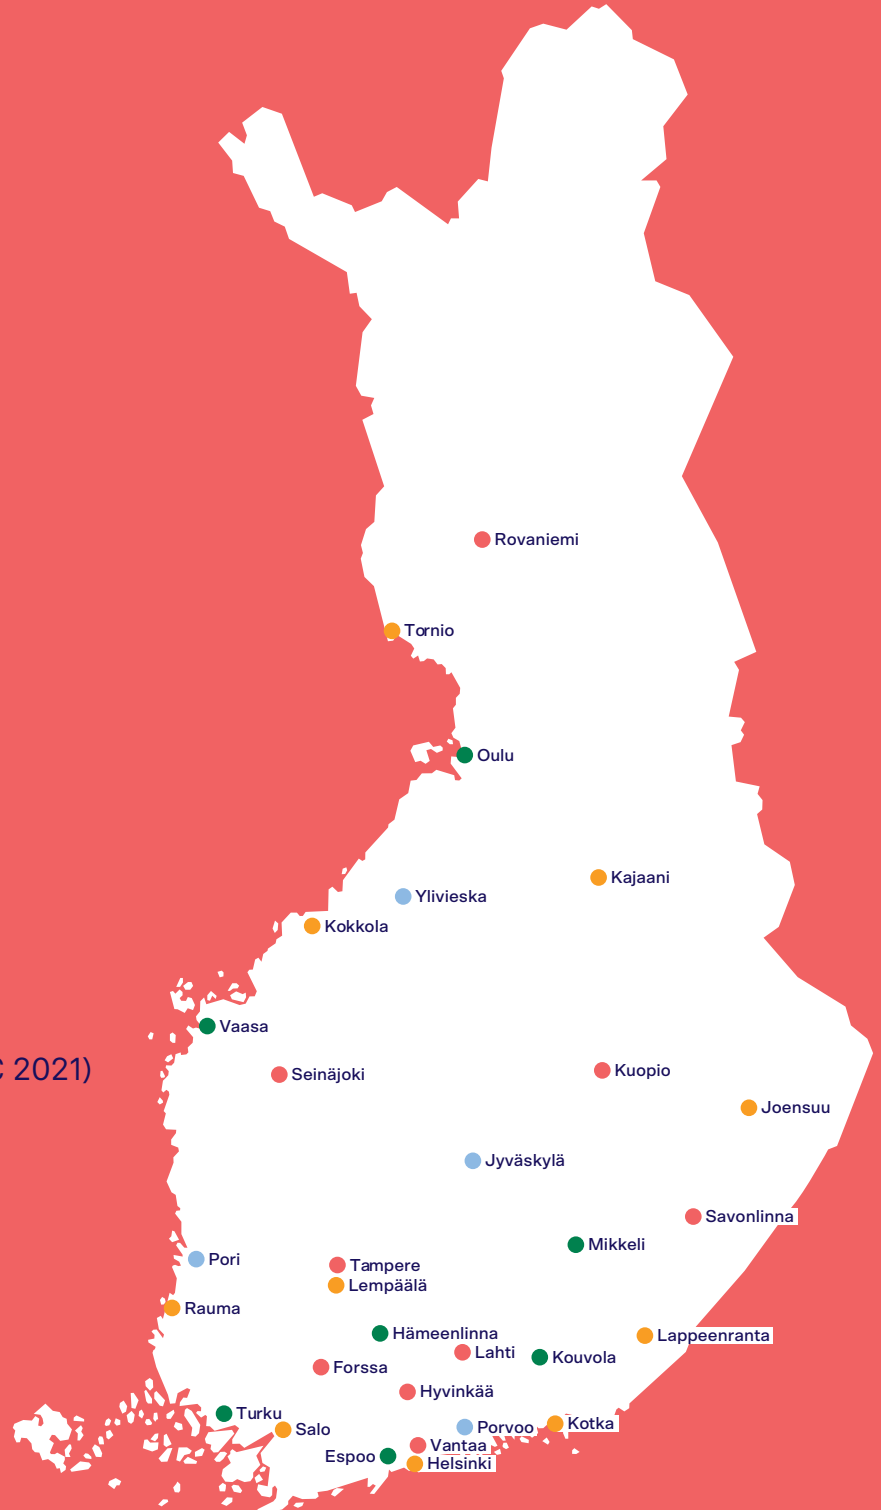 Rovaniemi
Tornio
Oulu
Kajaani
Ylivieska
Kokkola
Vaasa
2021)
Seinäjoki
Kuopio
Joensuu
Jyväskylä
Savonlinna
Mikkeli
Pori
Tampere
Lempäälä
Rauma
Hämeenlinna
Lappeenranta
Lahti
Kouvola
Forssa
Hyvinkää
Turku
Kotka
Porvoo
Salo
Vantaa
Espoo
Helsinki